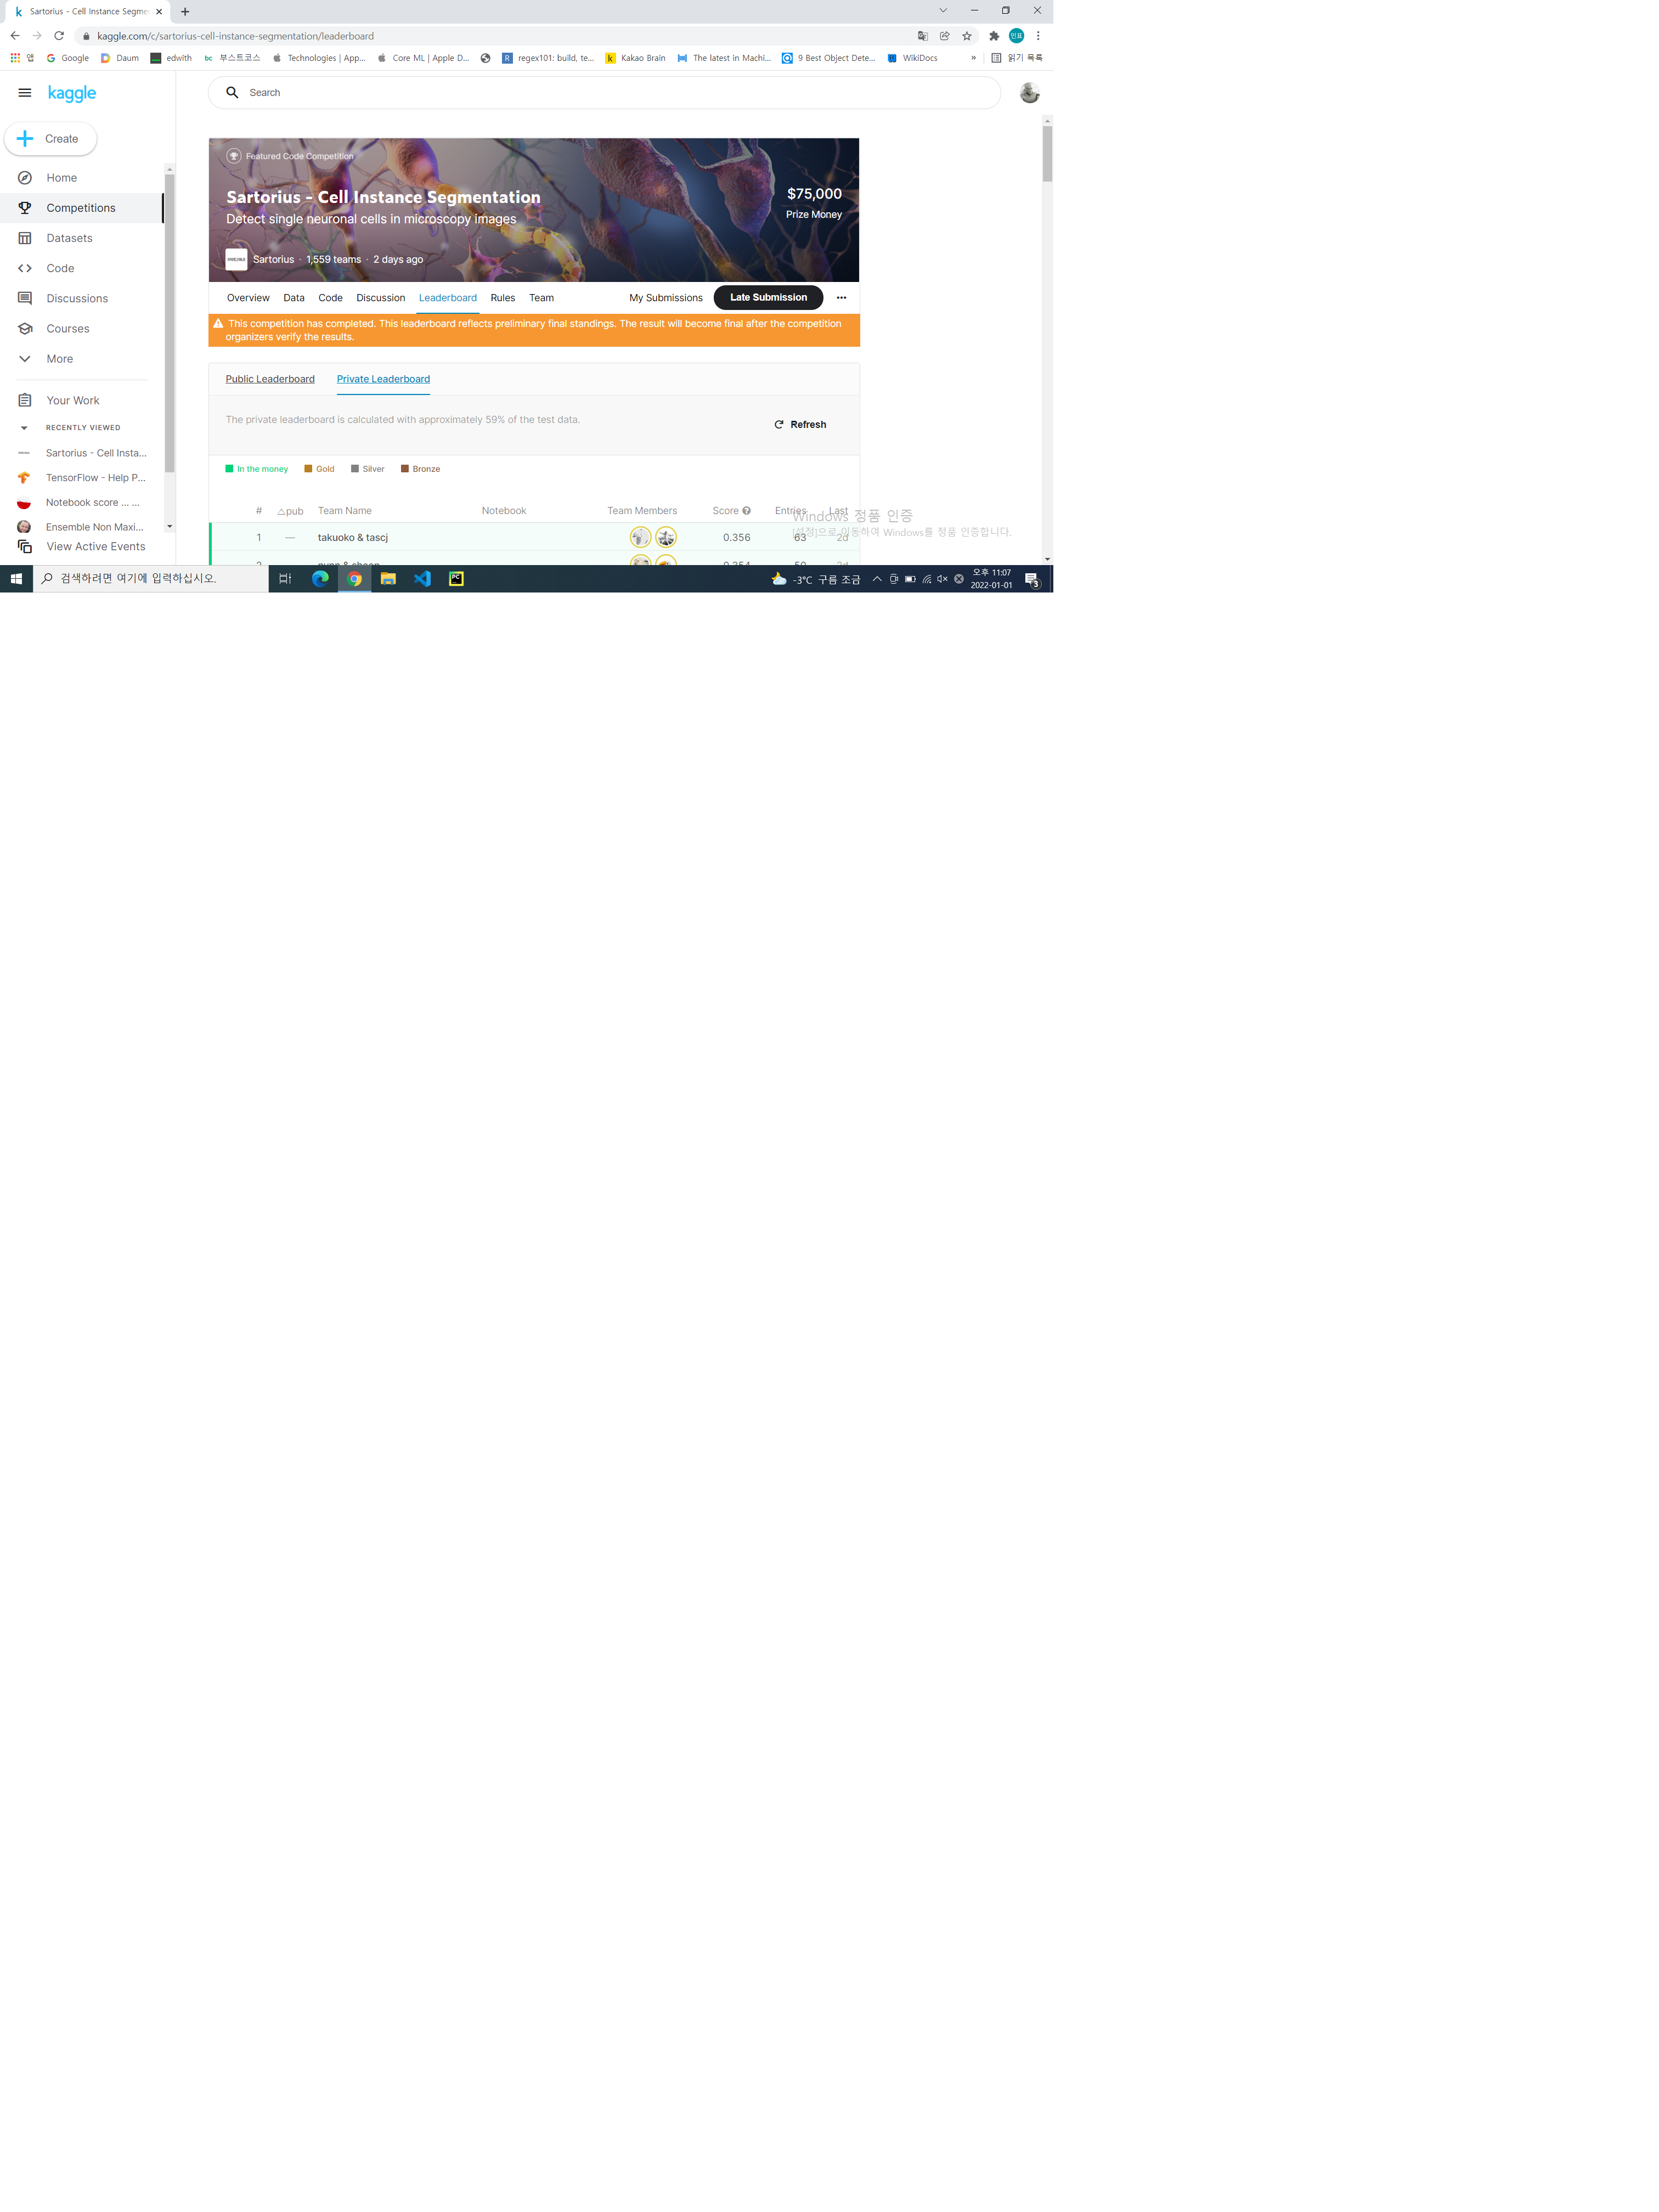 Sartorius - Cell Instance Segme
kaggle.com/c/sartorius-cell-instance-segmentation/leaderboard
인표
앱 Google Daum edwith bc 부스트코스 Technologies | App... Core ML | Apple D... R regex101: build, te... k Kakao Brain The latest in Machi... 9 Best Object Dete... WikiDocs » 읽기 목록
kaggle
Search
Create
Home
Competitions
Datasets
Code
Discussions
Courses
More
Your Work
RECENTLY VIEWED
Sartorius - Cell Insta...
TensorFlow - Help P...
Notebook score ... ...
Ensemble Non Maxi...
View Active Events
Featured Code Competition
Sartorius - Cell Instance Segmentation
Detect single neuronal cells in microscopy images
$75,000
Prize Money
Sartorius · 1,559 teams · 2 days ago
Overview Data Code Discussion Leaderboard Rules Team My Submissions Late Submission
This competition has completed. This leaderboard reflects preliminary final standings. The result will become final after the competition
organizers verify the results.
Public Leaderboard Private Leaderboard
The private leaderboard is calculated with approximately 59% of the test data.
Refresh
In the money Gold Silver Bronze
# △pub Team Name Notebook Team Members Score Entries Last
1 — takuoko & tascj 0.356 63 2d
Windows 정품 인증
[설정]으로 이동하여 Windows를 정품 인증합니다.
검색하려면 여기에 입력하십시오.
PC
-3°C 구름 조금
오후 11:07
2022-01-01
3